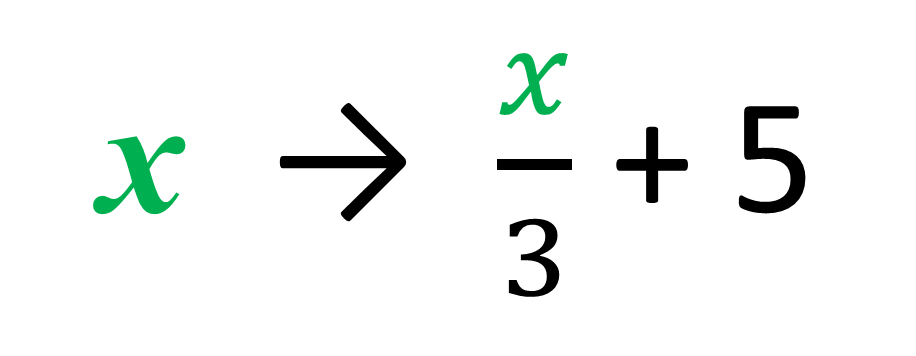 x → x/3 + 5